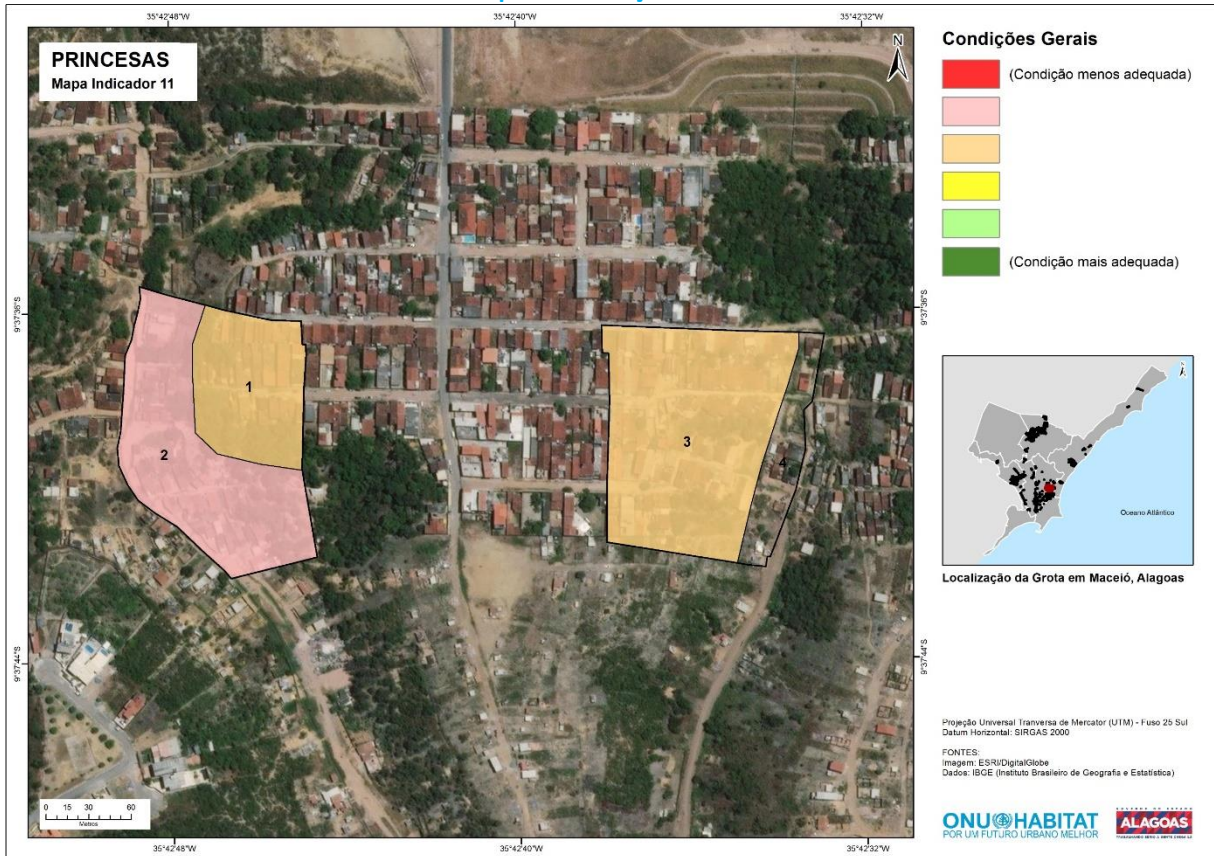 PRINCESAS
Mapa Indicador 11
35°42'48"W
35°42'40"W
35°42'32"W
N
9°37'36"S
9°37'36"S
9°37'44"S
9°37'44"S
1
2
3
4
0 15 30 60
Metros
35°42'48"W
35°42'40"W
35°42'32"W
Condições Gerais
(Condição menos adequada)
(Condição mais adequada)
Oceano Atlântico
Localização da Grota em Maceió, Alagoas
Projeção Universal Tranversa de Mercator (UTM) - Fuso 25 Sul
Datum Horizontal: SIRGAS 2000
FONTES:
Imagem: ESRI/DigitalGlobe
Dados: IBGE (Instituto Brasileiro de Geografia e Estatística)
ONU HABITAT
POR UM FUTURO URBANO MELHOR
ALAGOAS